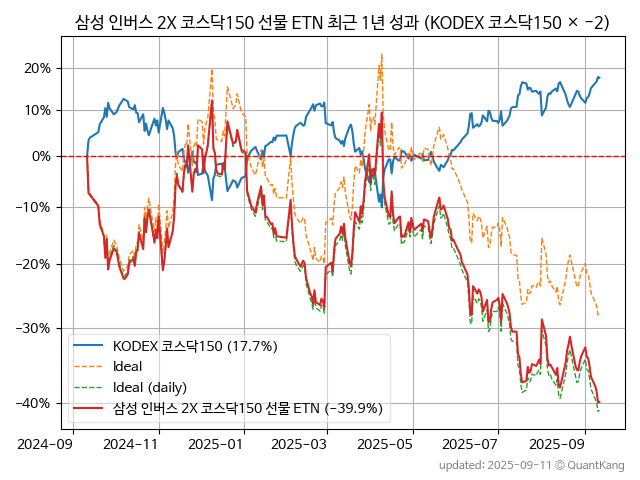 삼성 인버스 2X 코스닥150 선물 ETN 최근 1년 성과 (KODEX 코스닥150 × −2)
20%
10%
0%
−10%
−20%
−30%
−40%
KODEX 코스닥150 (17.7%)
Ideal
Ideal (daily)
삼성 인버스 2X 코스닥150 선물 ETN (−39.9%)
2024-09
2024-11
2025-01
2025-03
2025-05
2025-07
2025-09
updated: 2025-09-11 © QuantKang